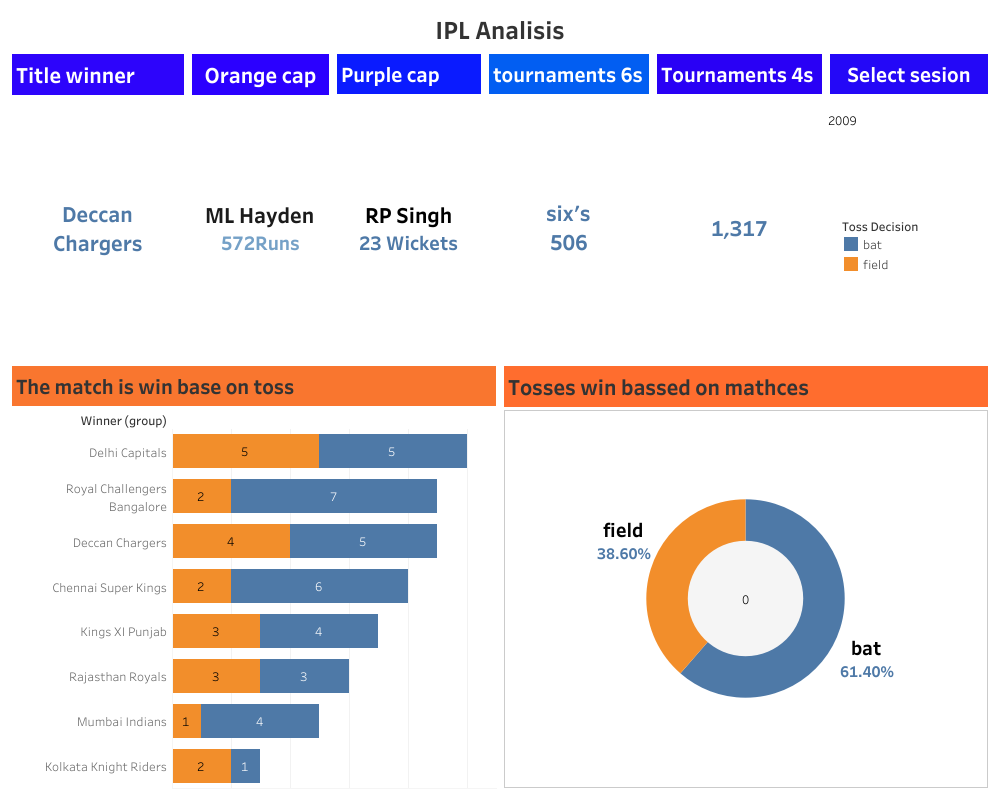 IPL Analisis
Title winner
Orange cap
Purple cap
tournaments 6s
Tournaments 4s
Select sesion
2009
Deccan
Chargers
ML Hayden
572Runs
RP Singh
23 Wickets
six's
506
1,317
Toss Decision
bat
field
The match is win base on toss
Winner (group)
Delhi Capitals
5
5
Royal Challengers
Bangalore
2
7
Deccan Chargers
4
5
Chennai Super Kings
2
6
Kings XI Punjab
3
4
Rajasthan Royals
3
3
Mumbai Indians
1
4
Kolkata Knight Riders
2
1
Tosses win bassed on mathces
field
38.60%
0
bat
61.40%